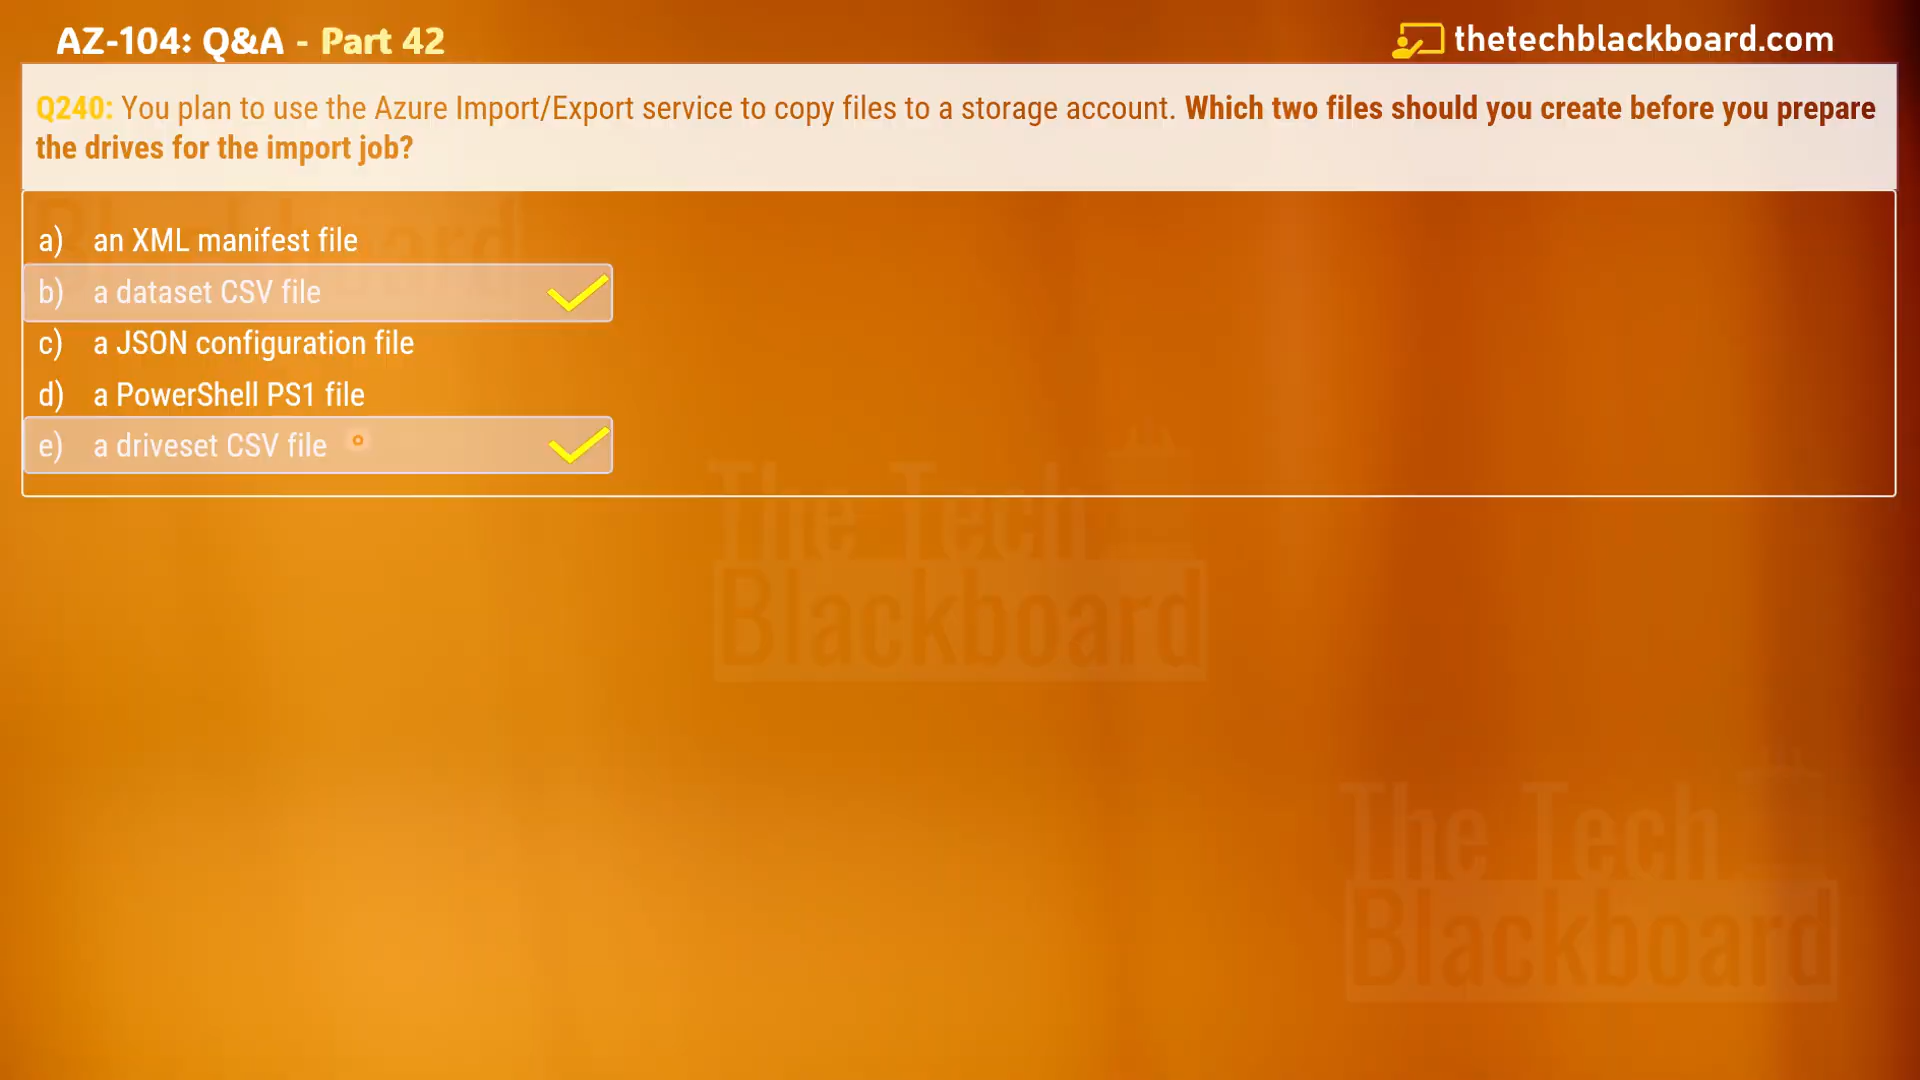 AZ-104: Q&A - Part 42
thetechblackboard.com
Q240: You plan to use the Azure Import/Export service to copy files to a storage account. Which two files should you create before you prepare
the drives for the import job?
a) an XML manifest file
b) a dataset CSV file
c) a JSON configuration file
d) a PowerShell PS1 file
e) a driveset CSV file
The Tech
Blackboard
The Tech
Blackboard
Blackboard